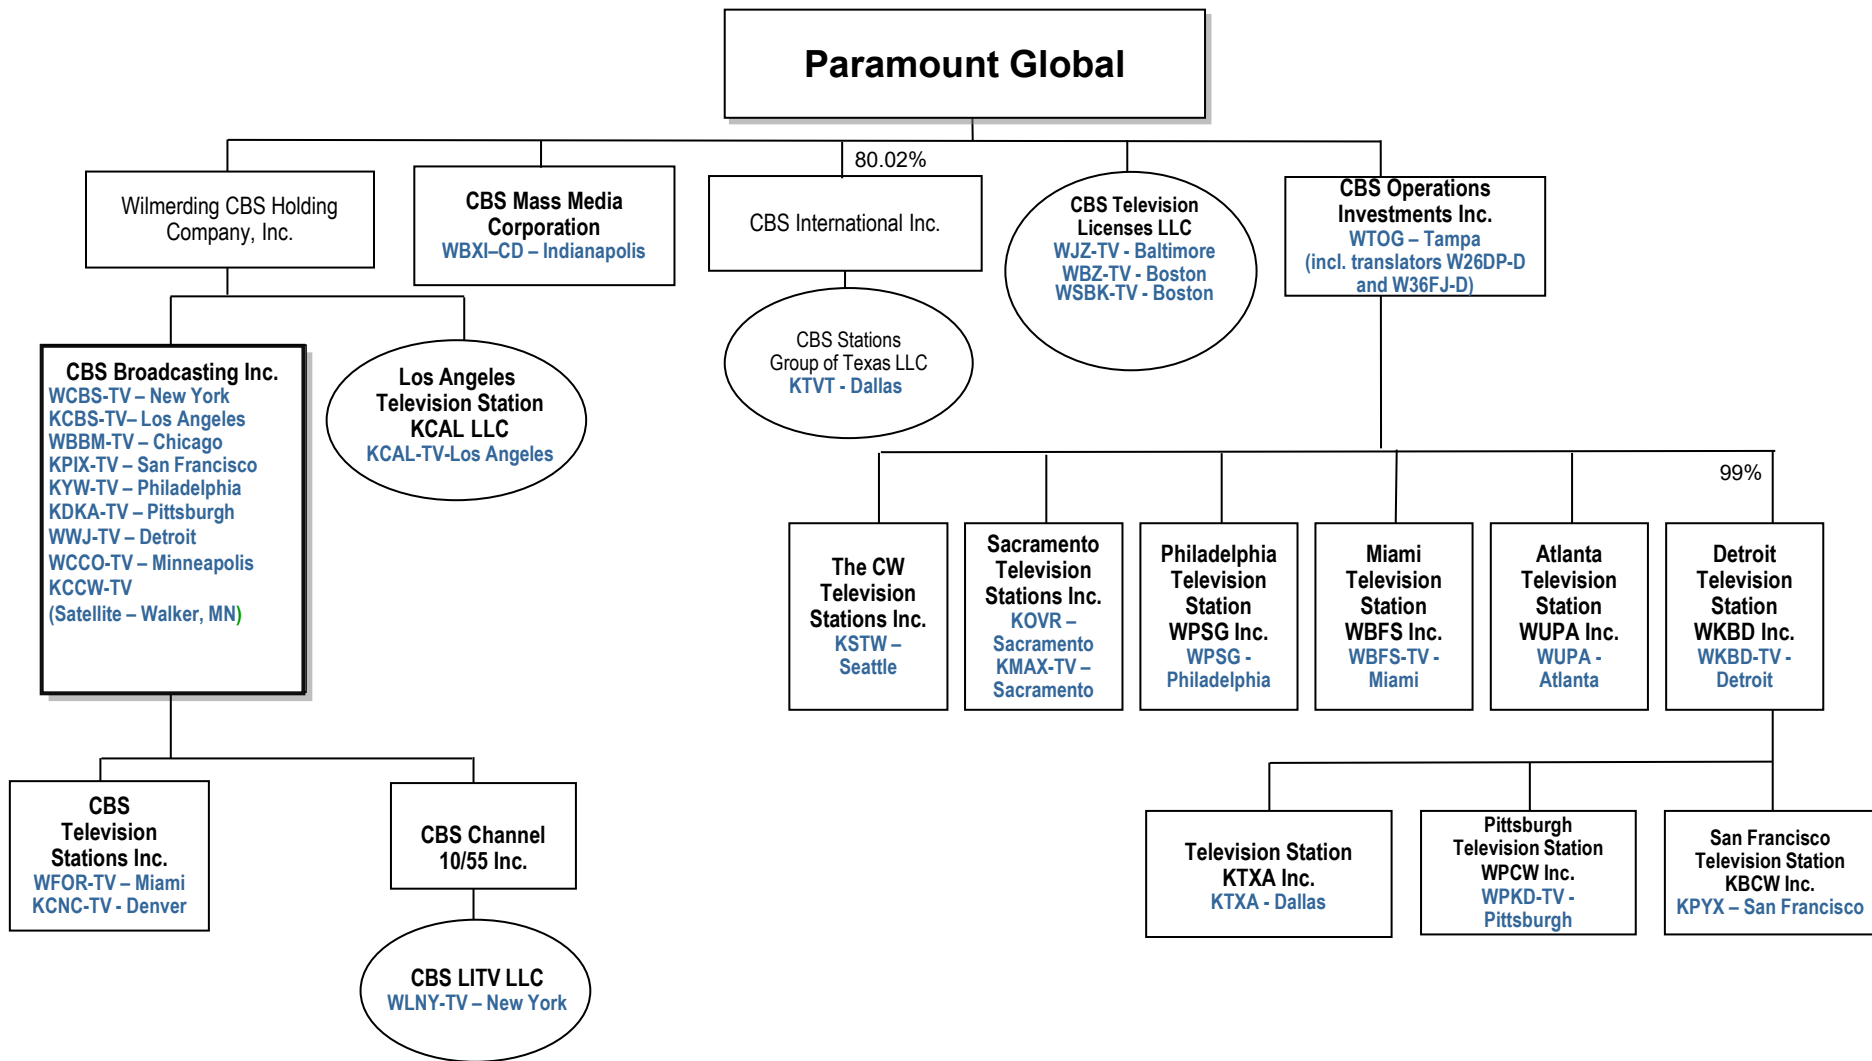 Paramount Global
80.02%
Wilmerding CBS Holding
Company, Inc.
CBS Mass Media
Corporation
WBXI–CD – Indianapolis
CBS International Inc.
CBS Television
Licenses LLC
WJZ-TV - Baltimore
WBZ-TV - Boston
WSBK-TV - Boston
CBS Operations
Investments Inc.
WTOG – Tampa
(incl. translators W26DP-D
and W36FJ-D)
CBS Broadcasting Inc.
WCBS-TV – New York
KCBS-TV– Los Angeles
WBBM-TV – Chicago
KPIX-TV – San Francisco
KYW-TV – Philadelphia
KDKA-TV – Pittsburgh
WWJ-TV – Detroit
WCCO-TV – Minneapolis
KCCW-TV
(Satellite – Walker, MN)
Los Angeles
Television Station
KCAL LLC
KCAL-TV-Los Angeles
CBS Stations
Group of Texas LLC
KTVT - Dallas
99%
The CW
Television
Stations Inc.
KSTW –
Seattle
Sacramento
Television
Stations Inc.
KOVR –
Sacramento
KMAX-TV –
Sacramento
Philadelphia
Television
Station
WPSG Inc.
WPSG -
Philadelphia
Miami
Television
Station
WBFS Inc.
WBFS-TV -
Miami
Atlanta
Television
Station
WUPA Inc.
WUPA -
Atlanta
Detroit
Television
Station
WKBD Inc.
WKBD-TV -
Detroit
CBS
Television
Stations Inc.
WFOR-TV – Miami
KCNC-TV - Denver
CBS Channel
10/55 Inc.
CBS LITV LLC
WLNY-TV – New York
Television Station
KTXA Inc.
KTXA - Dallas
Pittsburgh
Television Station
WPCW Inc.
WPKD-TV -
Pittsburgh
San Francisco
Television Station
KBCW Inc.
KPYX – San Francisco